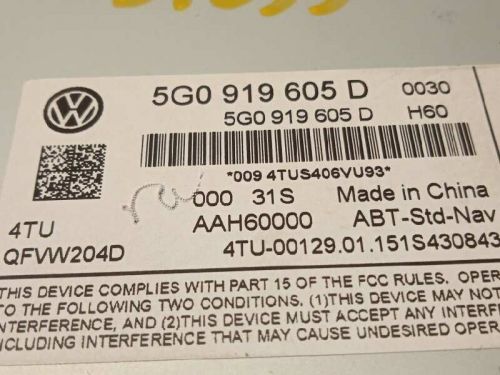 5G0 919 605 D 0030
5G0 919 605 D H60
*009 4TUS406VU93*
000 31S Made in China
4TU AAH60000 ABT-Std-Nav
QFVW204D 4TU-00129.01.151S430843
THIS DEVICE COMPLIES WITH PART 15 OF THE FCC RULES. OPER
TO THE FOLLOWING TWO CONDITIONS. (1)THIS DEVICE MAY NOT
INTERFERENCE, AND (2)THIS DEVICE MUST ACCEPT ANY INTERF
INCLUDING INTERFERENCE THAT MAY CAUSE UNDESIRED OPER